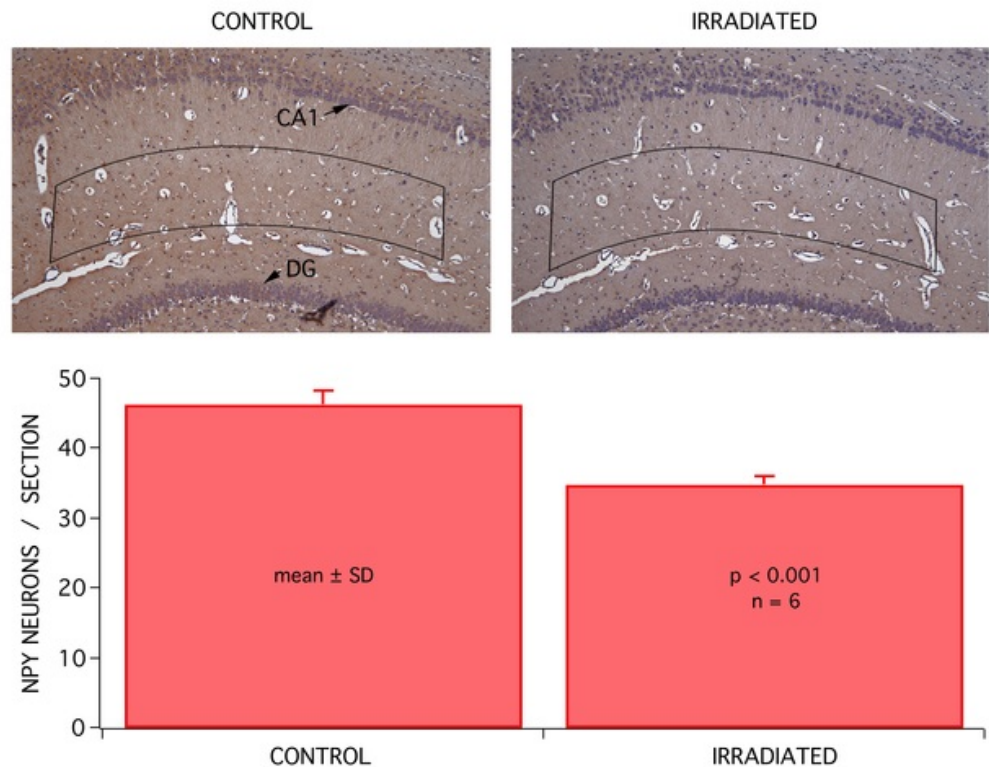 CONTROL
IRRADIATED
CA1
DG
50
40
30
20
10
0
NPY NEURONS / SECTION
mean ± SD
p < 0.001
n = 6
CONTROL
IRRADIATED